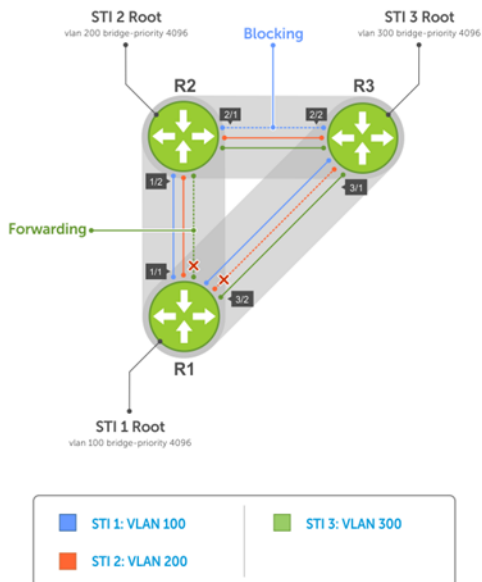 STI 2 Root
vlan 200 bridge-priority 4096
STI 3 Root
vlan 300 bridge-priority 4096
Blocking
R2
R3
2/1
2/2
1/2
3/1
Forwarding
1/1
3/2
R1
STI 1 Root
vlan 100 bridge-priority 4096
STI 1: VLAN 100
STI 3: VLAN 300
STI 2: VLAN 200